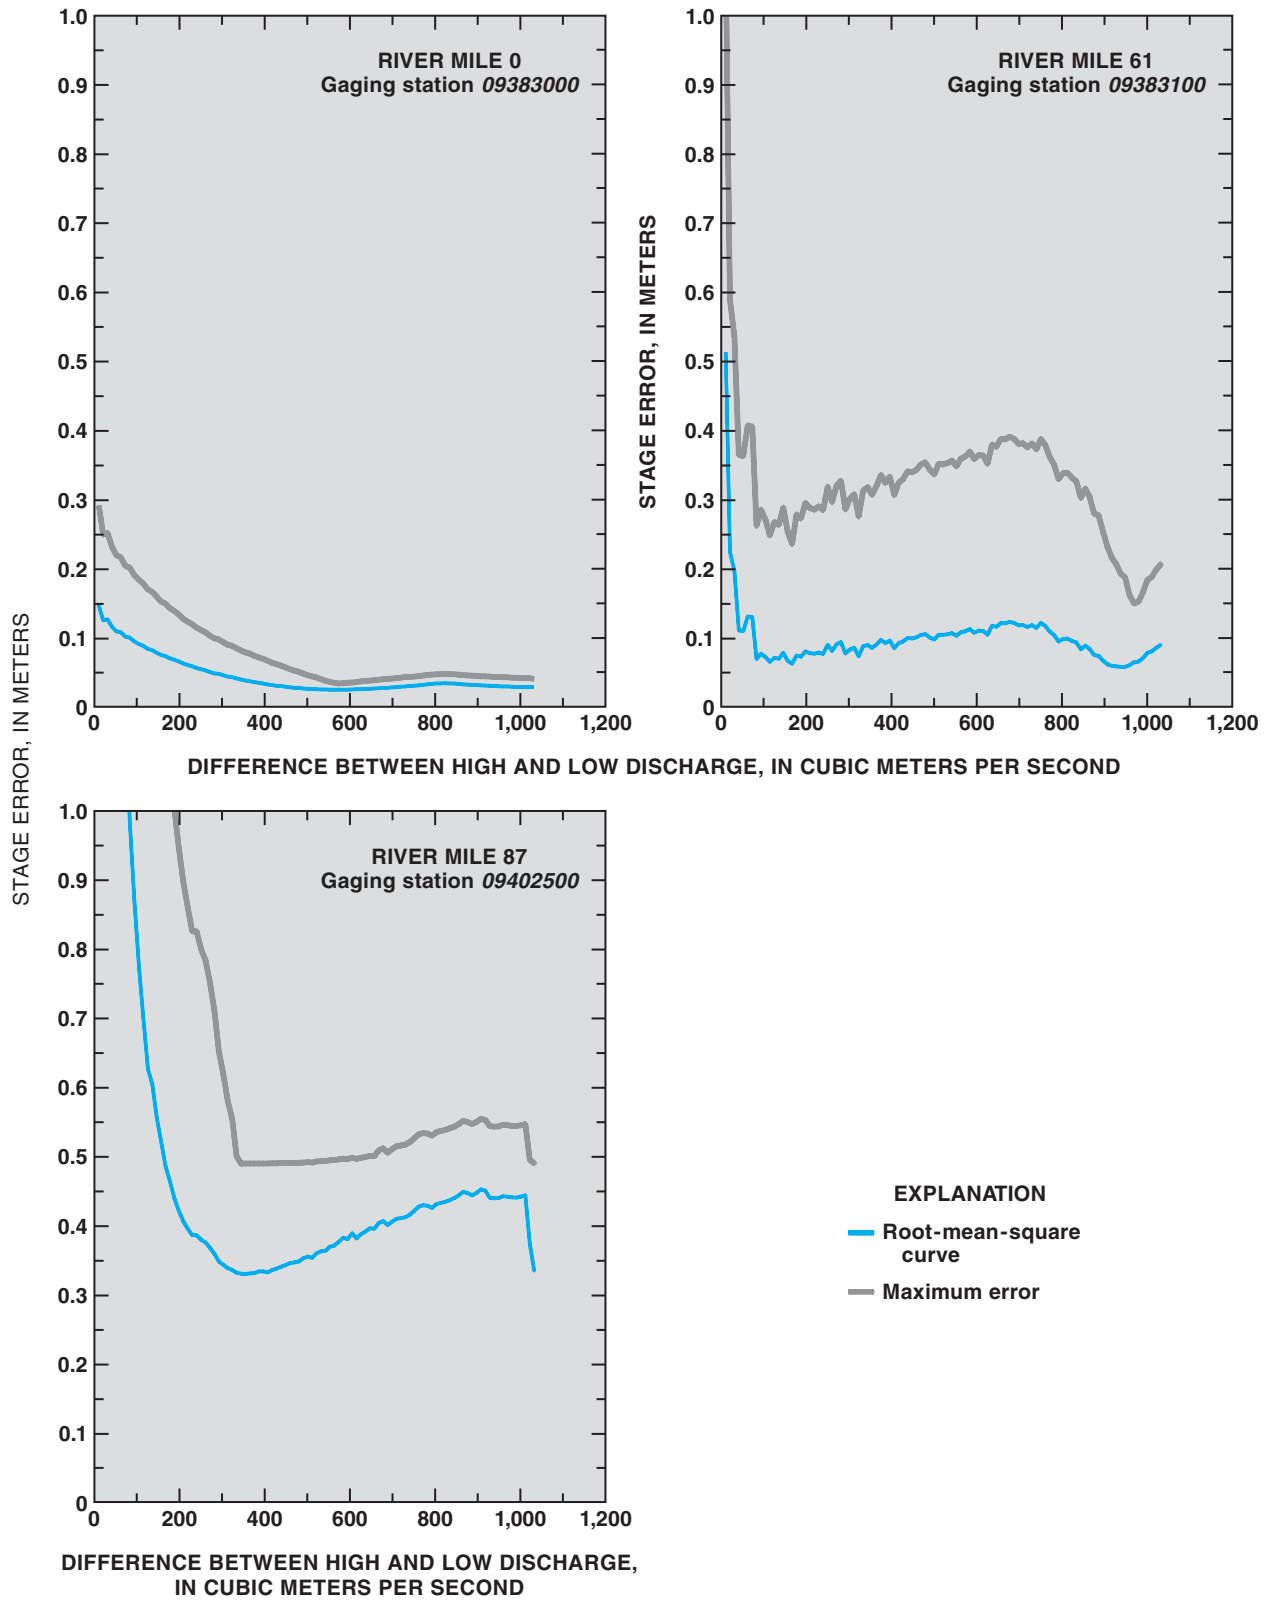 STAGE ERROR, IN METERS
1.0
0.9
0.8
0.7
0.6
0.5
0.4
0.3
0.2
0.1
0
RIVER MILE 0
Gaging station 09383000
0 200 400 600 800 1,000 1,200
STAGE ERROR, IN METERS
1.0
0.9
0.8
0.7
0.6
0.5
0.4
0.3
0.2
0.1
0
RIVER MILE 61
Gaging station 09383100
0 200 400 600 800 1,000 1,200
DIFFERENCE BETWEEN HIGH AND LOW DISCHARGE, IN CUBIC METERS PER SECOND
1.0
0.9
0.8
0.7
0.6
0.5
0.4
0.3
0.2
0.1
0
RIVER MILE 87
Gaging station 09402500
0 200 400 600 800 1,000 1,200
DIFFERENCE BETWEEN HIGH AND LOW DISCHARGE,
IN CUBIC METERS PER SECOND
EXPLANATION
Root-mean-square
curve
Maximum error